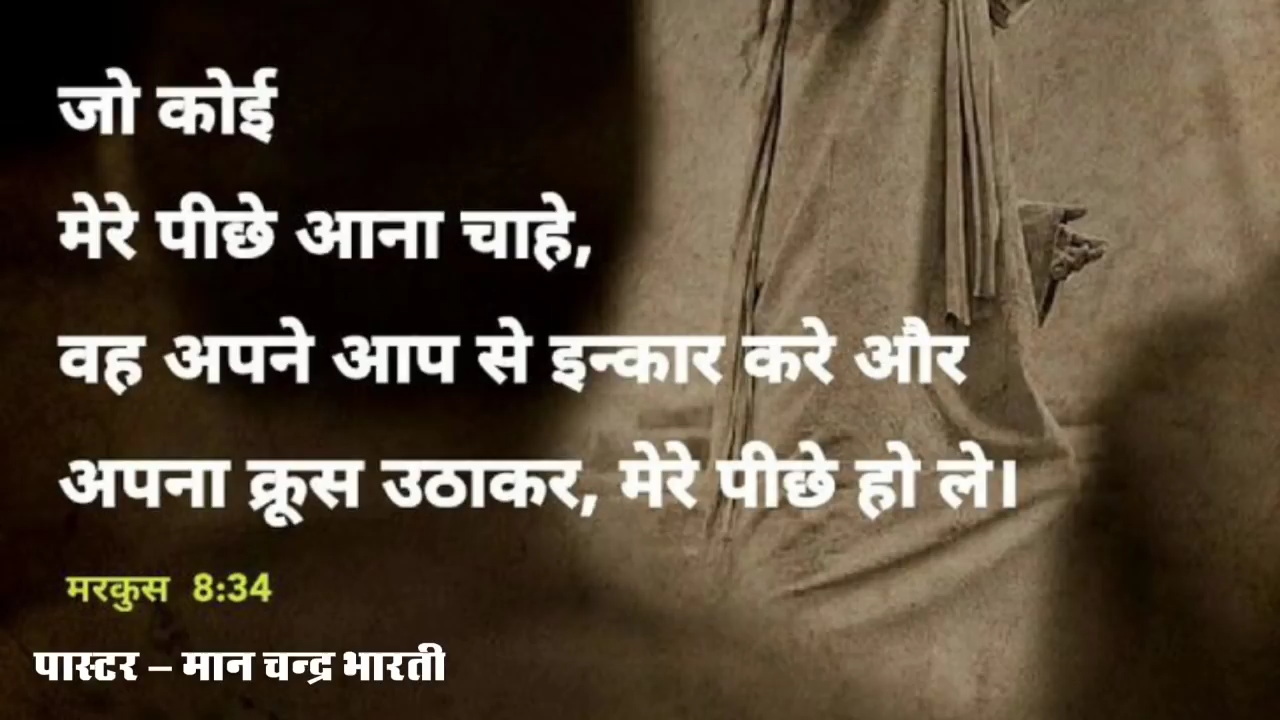 जो कोई
मेरे पीछे आना चाहे,
वह अपने आप से इन्कार करे और
अपना क्रूस उठाकर, मेरे पीछे हो ले।
मरकुस 8:34
पास्टर – मान चन्द्र भारती